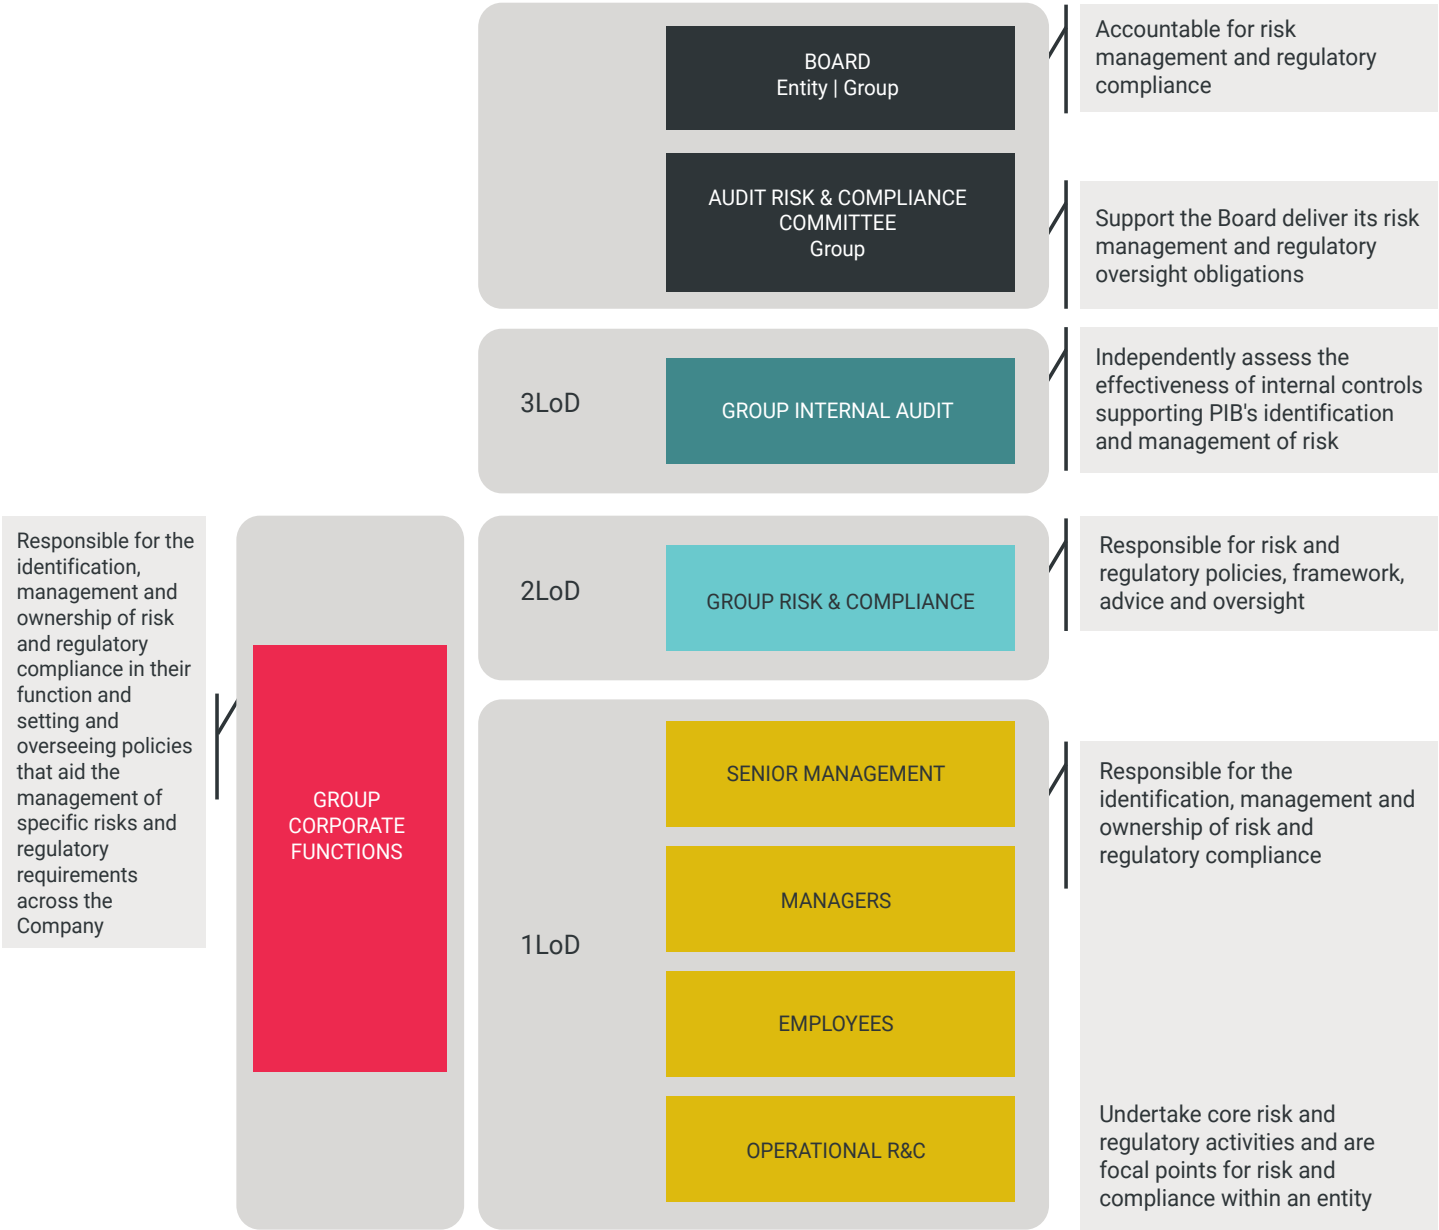 BOARD
Entity | Group
Accountable for risk
management and regulatory
compliance
AUDIT RISK & COMPLIANCE
COMMITTEE
Group
Support the Board deliver its risk
management and regulatory
oversight obligations
3LoD
GROUP INTERNAL AUDIT
Independently assess the
effectiveness of internal controls
supporting PIB's identification
and management of risk
Responsible for the
identification,
management and
ownership of risk
and regulatory
compliance in their
function and
setting and
overseeing policies
that aid the
management of
specific risks and
regulatory
requirements
across the
Company
GROUP
CORPORATE
FUNCTIONS
2LoD
GROUP RISK & COMPLIANCE
Responsible for risk and
regulatory policies, framework,
advice and oversight
1LoD
SENIOR MANAGEMENT
MANAGERS
EMPLOYEES
OPERATIONAL R&C
Responsible for the
identification, management and
ownership of risk and
regulatory compliance
Undertake core risk and
regulatory activities and are
focal points for risk and
compliance within an entity